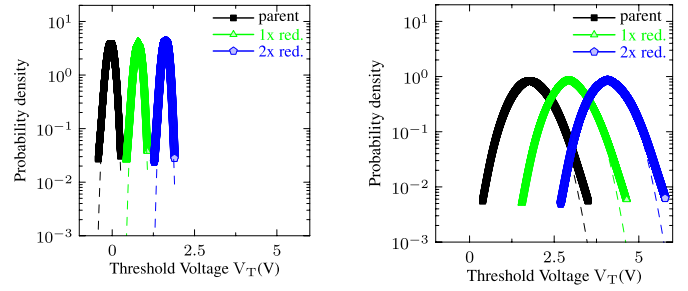 parent
1x red.
2x red.
10^1
10^0
10^-1
10^-2
10^-3
Probability density
0
2.5
5
Threshold Voltage V_T(V)
parent
1x red.
2x red.
10^1
10^0
10^-1
10^-2
10^-3
Probability density
0
2.5
5
Threshold Voltage V_T(V)